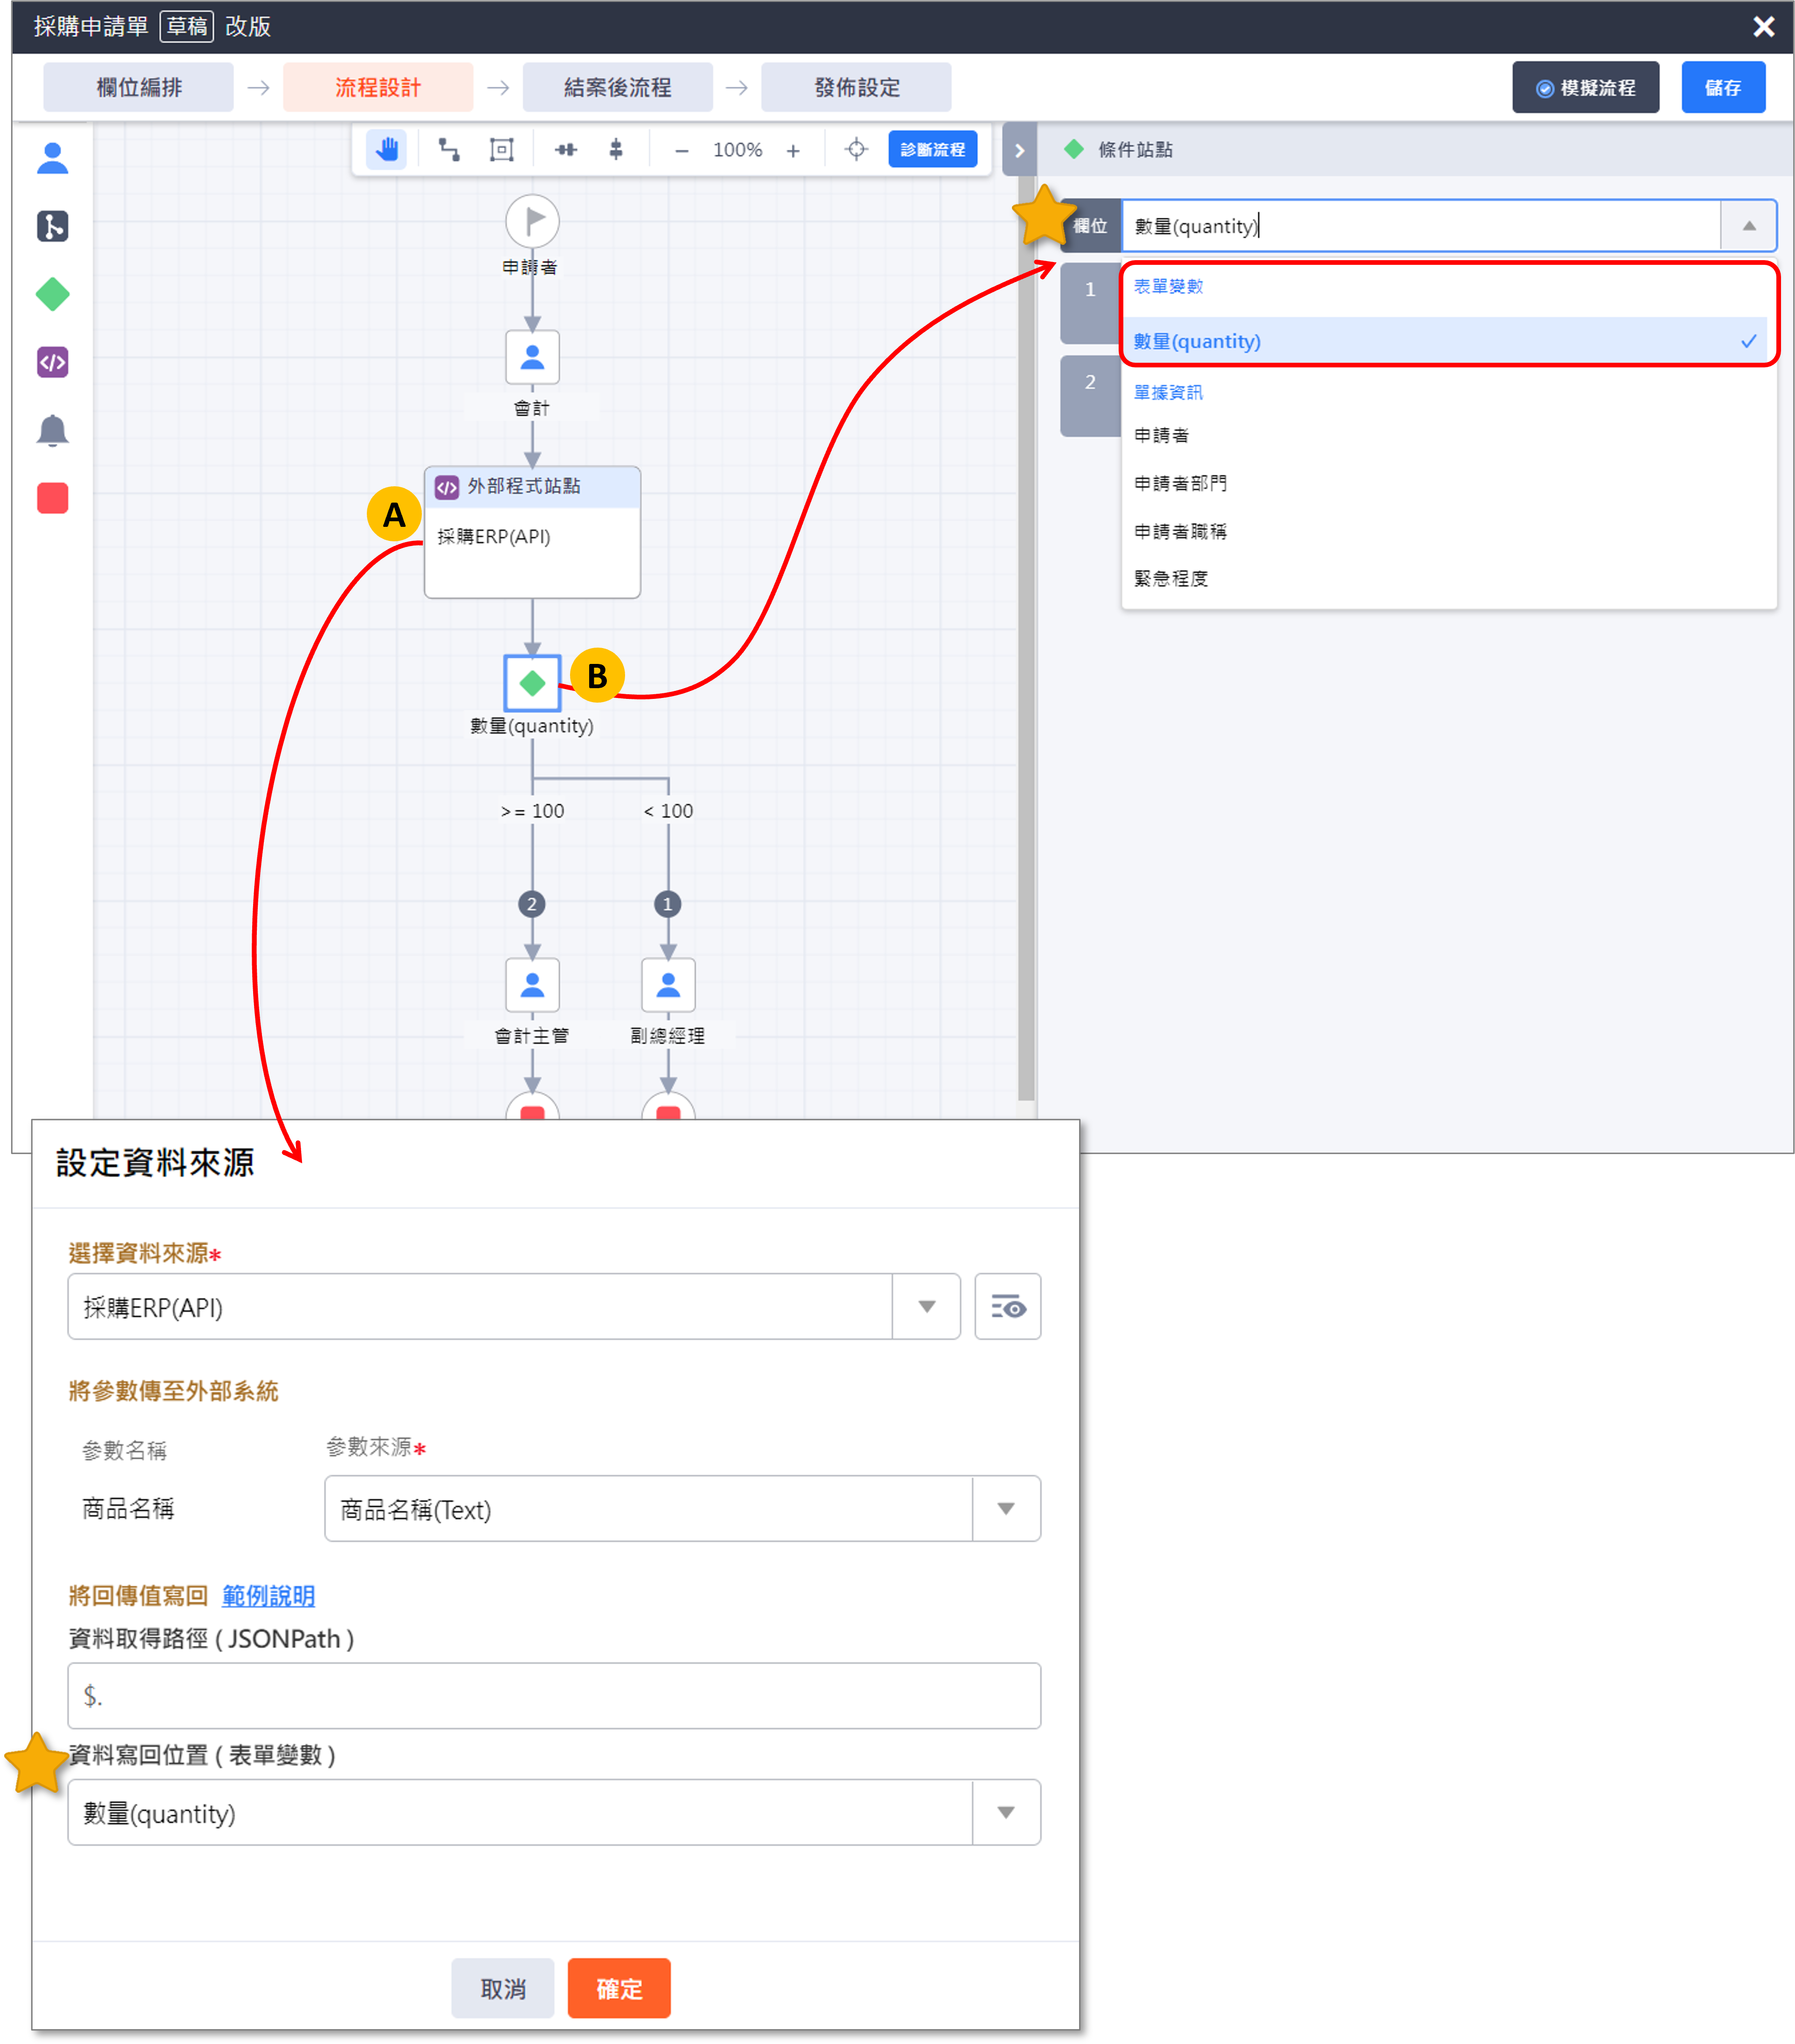 採購申請單 草稿 改版
欄位編排
流程設計
結案後流程
發佈設定
模擬流程
儲存
100%
診斷流程
條件站點
欄位
數量(quantity)
1
2
表單變數
數量(quantity)
單據資訊
申請者
申請者部門
申請者職稱
緊急程度
申請者
會計
外部程式站點
採購ERP(API)
A
B
數量(quantity)
>= 100
< 100
2
1
會計主管
副總經理
設定資料來源
選擇資料來源*
採購ERP(API)
將參數傳至外部系統
參數名稱
參數來源*
商品名稱
商品名稱(Text)
將回傳值寫回 範例說明
資料取得路徑 ( JSONPath )
$.
資料寫回位置 ( 表單變數 )
數量(quantity)
取消
確定